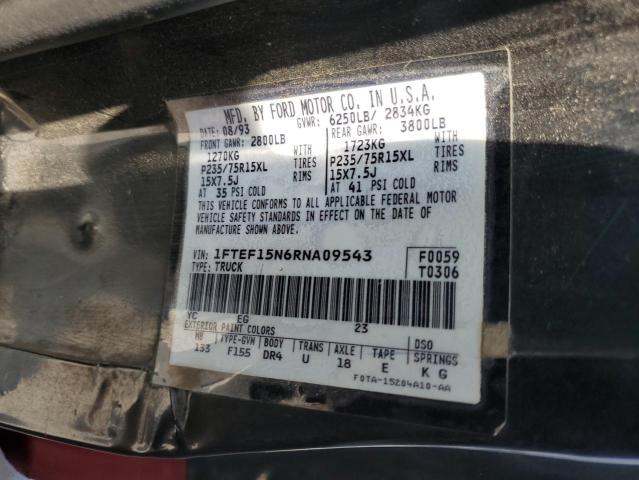 MFD. BY FORD MOTOR CO. IN U.S.A.
DATE: 08/93 GVWR: 6250LB/ 2834KG
FRONT GAWR: 2800LB REAR GAWR: 3800LB
1270KG WITH 1723KG WITH
P235/75R15XL TIRES P235/75R15XL TIRES
15X7.5J RIMS 15X7.5J RIMS
AT 35 PSI COLD AT 41 PSI COLD
THIS VEHICLE CONFORMS TO ALL APPLICABLE FEDERAL MOTOR
VEHICLE SAFETY STANDARDS IN EFFECT ON THE DATE OF
MANUFACTURE SHOWN ABOVE.
VIN: 1FTEF15N6RNA09543 F0059
TYPE: TRUCK T0306
YC EG 23
EXTERIOR PAINT COLORS DSO
WB TYPE-GVM BODY TRANS AXLE TAPE SPRINGS
133 F155 DR4 U 18 E K G
F0TA-15204A10-AA